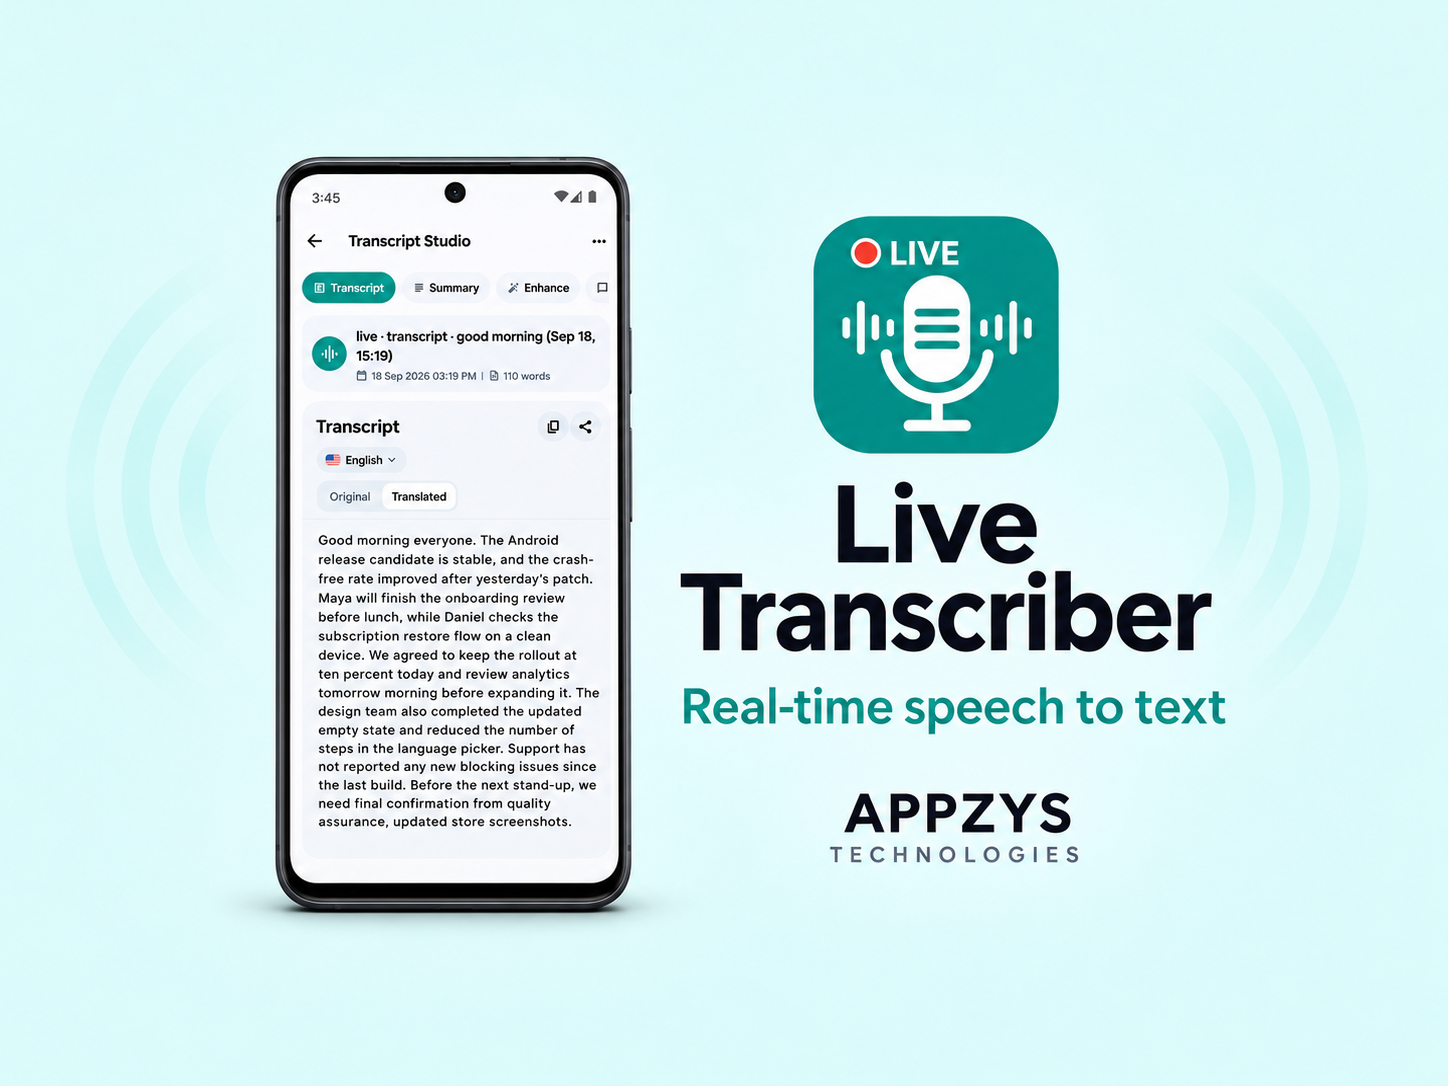 3:45
Transcript Studio
Transcript
Summary
Enhance
live · transcript · good morning (Sep 18,
15:19)
18 Sep 2026 03:19 PM | 110 words
Transcript
English
Original
Translated
Good morning everyone. The Android
release candidate is stable, and the crash-
free rate improved after yesterday's patch.
Maya will finish the onboarding review
before lunch, while Daniel checks the
subscription restore flow on a clean
device. We agreed to keep the rollout at
ten percent today and review analytics
tomorrow morning before expanding it. The
design team also completed the updated
empty state and reduced the number of
steps in the language picker. Support has
not reported any new blocking issues since
the last build. Before the next stand-up, we
need final confirmation from quality
assurance, updated store screenshots.
LIVE
Live
Transcriber
Real-time speech to text
APPZYS
TECHNOLOGIES